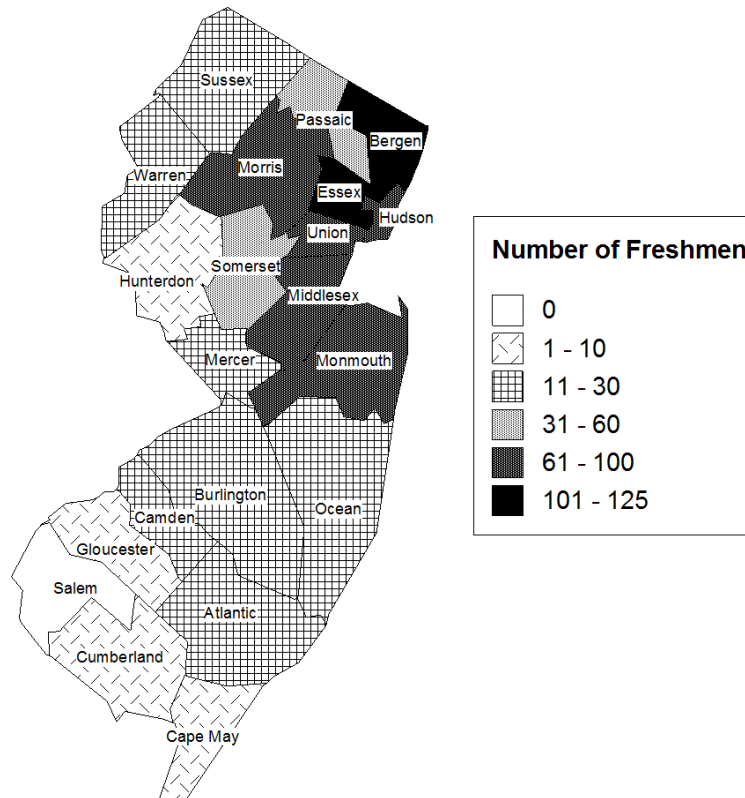 Sussex
Passaic
Bergen
Morris
Warren
Essex
Hudson
Union
Somerset
Hunterdon
Middlesex
Mercer
Monmouth
Burlington
Ocean
Camden
Gloucester
Salem
Atlantic
Cumberland
Cape May
Number of Freshmen
0
1 - 10
11 - 30
31 - 60
61 - 100
101 - 125